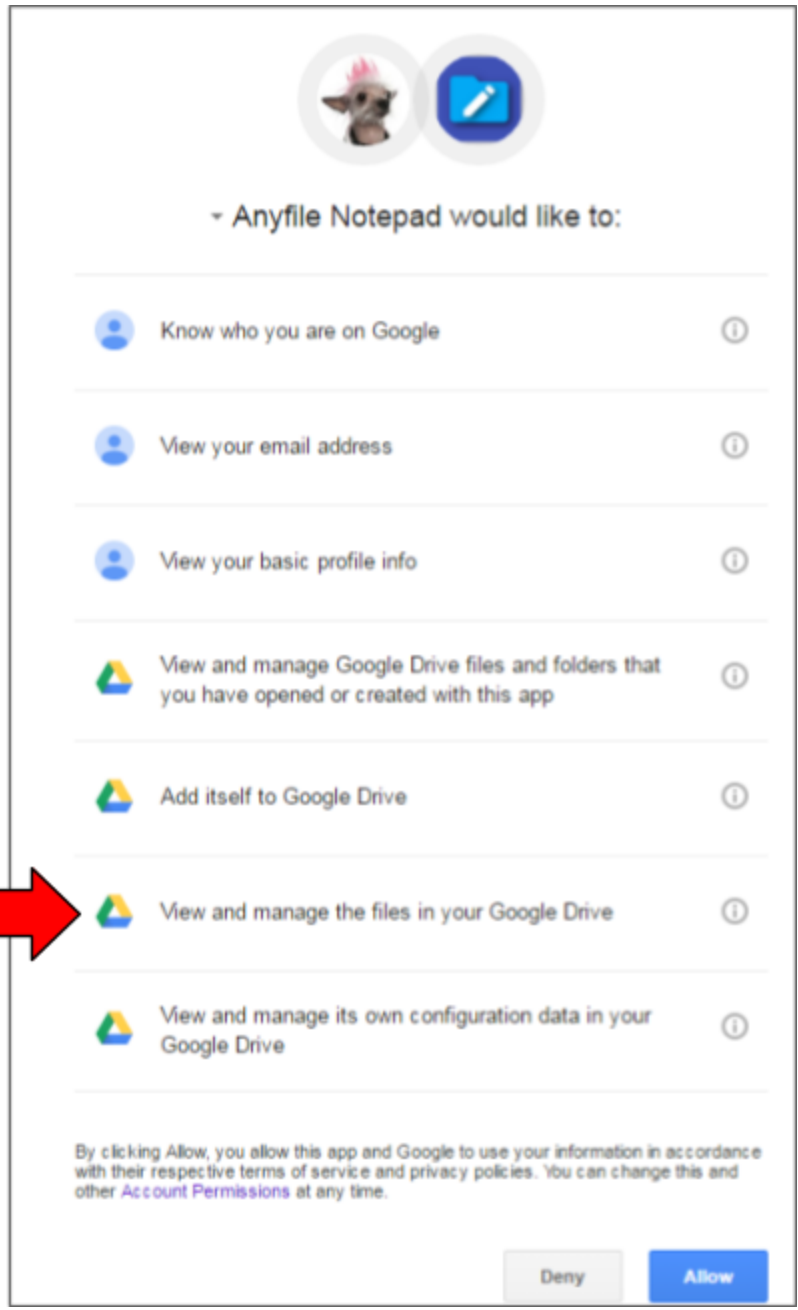 Anyfile Notepad would like to:
Know who you are on Google
View your email address
View your basic profile info
View and manage Google Drive files and folders that
you have opened or created with this app
Add itself to Google Drive
View and manage the files in your Google Drive
View and manage its own configuration data in your
Google Drive
By clicking Allow, you allow this app and Google to use your information in accordance
with their respective terms of service and privacy policies. You can change this and
other Account Permissions at any time.
Deny
Allow